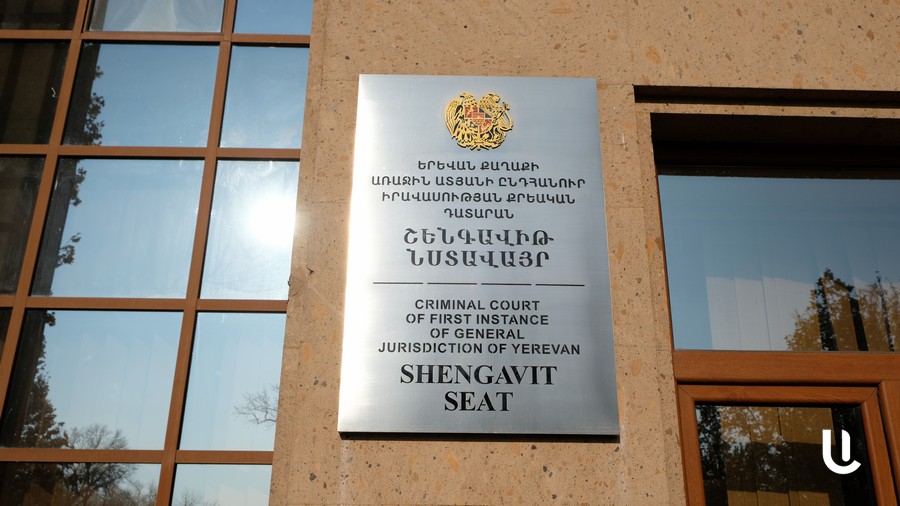 ԵՐԵՎԱՆ ՔԱՂԱՔԻ
ԱՌԱՋԻՆ ԱՏՅԱՆԻ ԸՆԴՀԱՆՈՒՐ
ԻՐԱՎԱՍՈՒԹՅԱՆ ՔՐԵԱԿԱՆ
ԴԱՏԱՐԱՆ
ՇԵՆԳԱՎԻԹ
ՆՍՏԱՎԱՅՐ
CRIMINAL COURT
OF FIRST INSTANCE
OF GENERAL
JURISDICTION OF YEREVAN
SHENGAVIT
SEAT